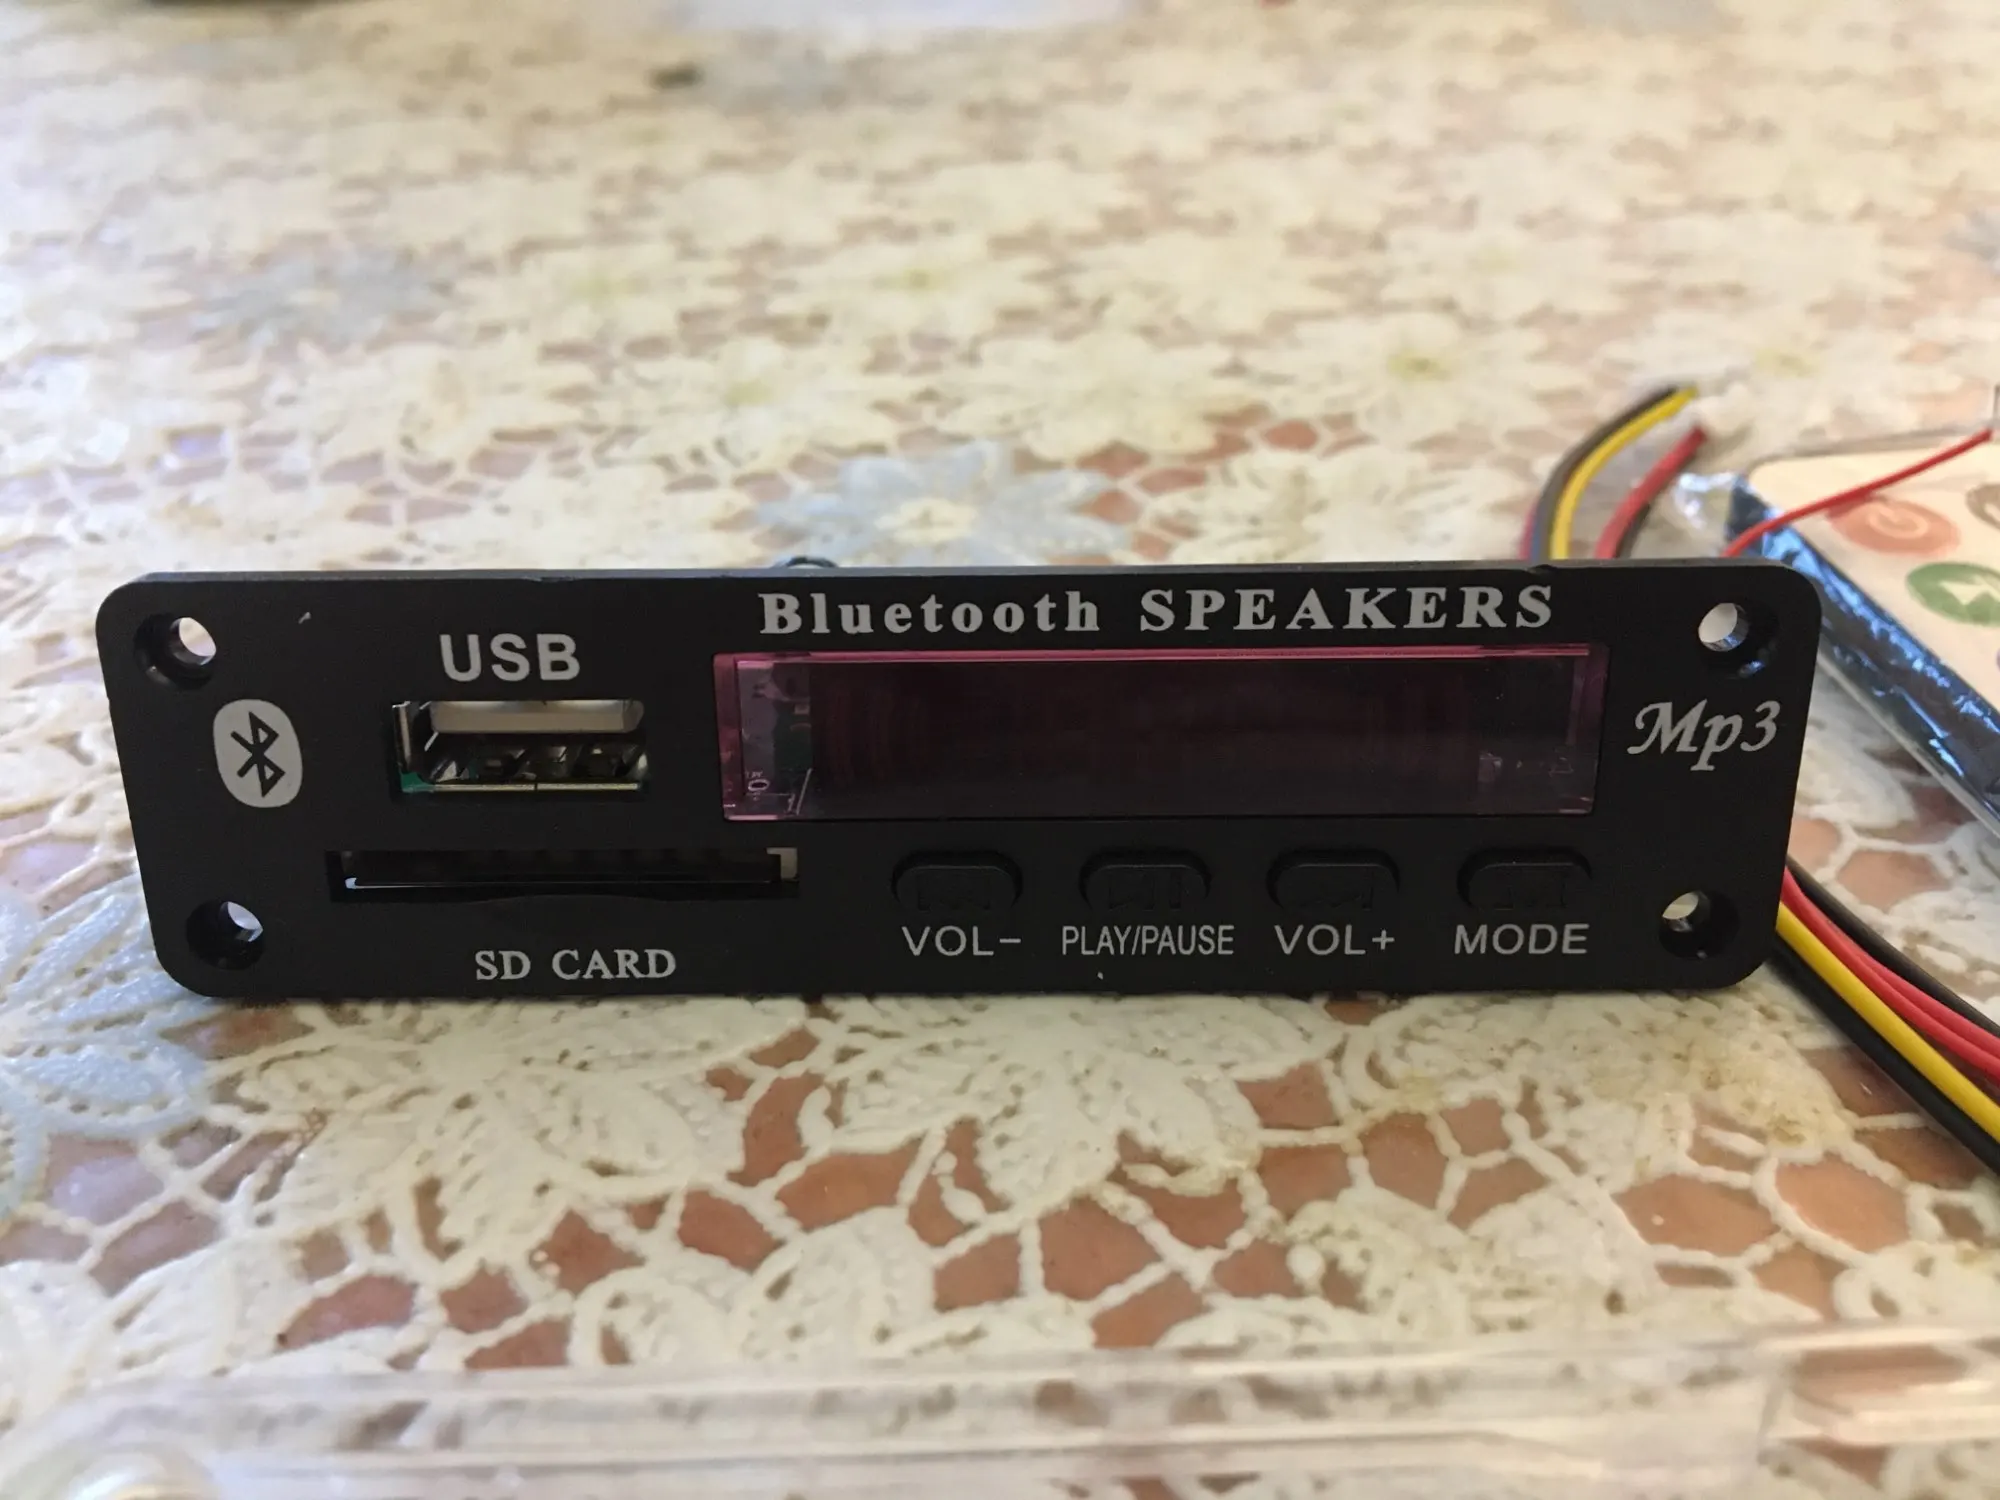 Bluetooth SPEAKERS
USB
Mp3
VOL- PLAY/PAUSE VOL+ MODE
SD CARD